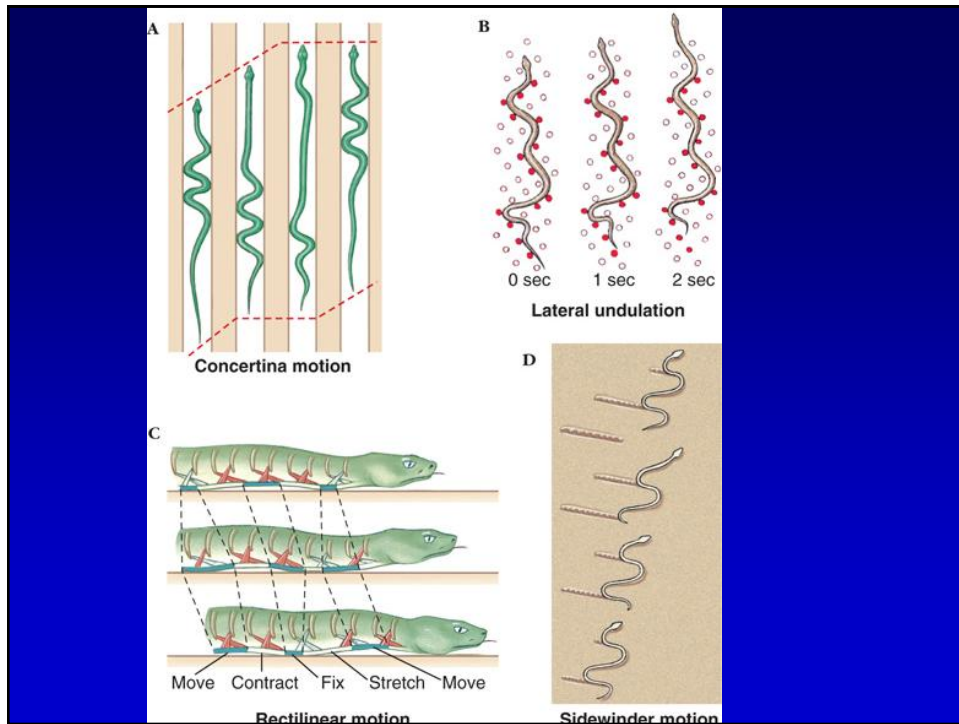 A
Concertina motion
B
0 sec 1 sec 2 sec
Lateral undulation
C
Move Contract Fix Stretch Move
Rectilinear motion
D
Sidewinder motion